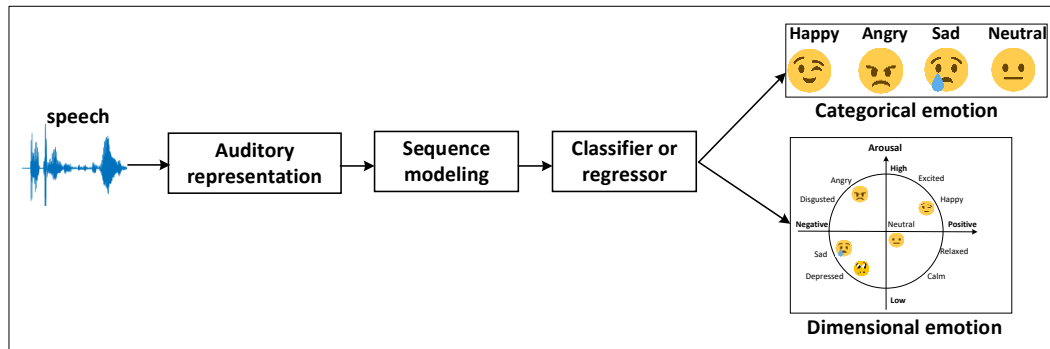 speech
Auditory
representation
Sequence
modeling
Classifier or
regressor
Happy Angry Sad Neutral
Categorical emotion
Arousal
High
Angry Excited
Disgusted Happy
Negative Neutral Positive
Sad Relaxed
Depressed Calm
Low
Dimensional emotion